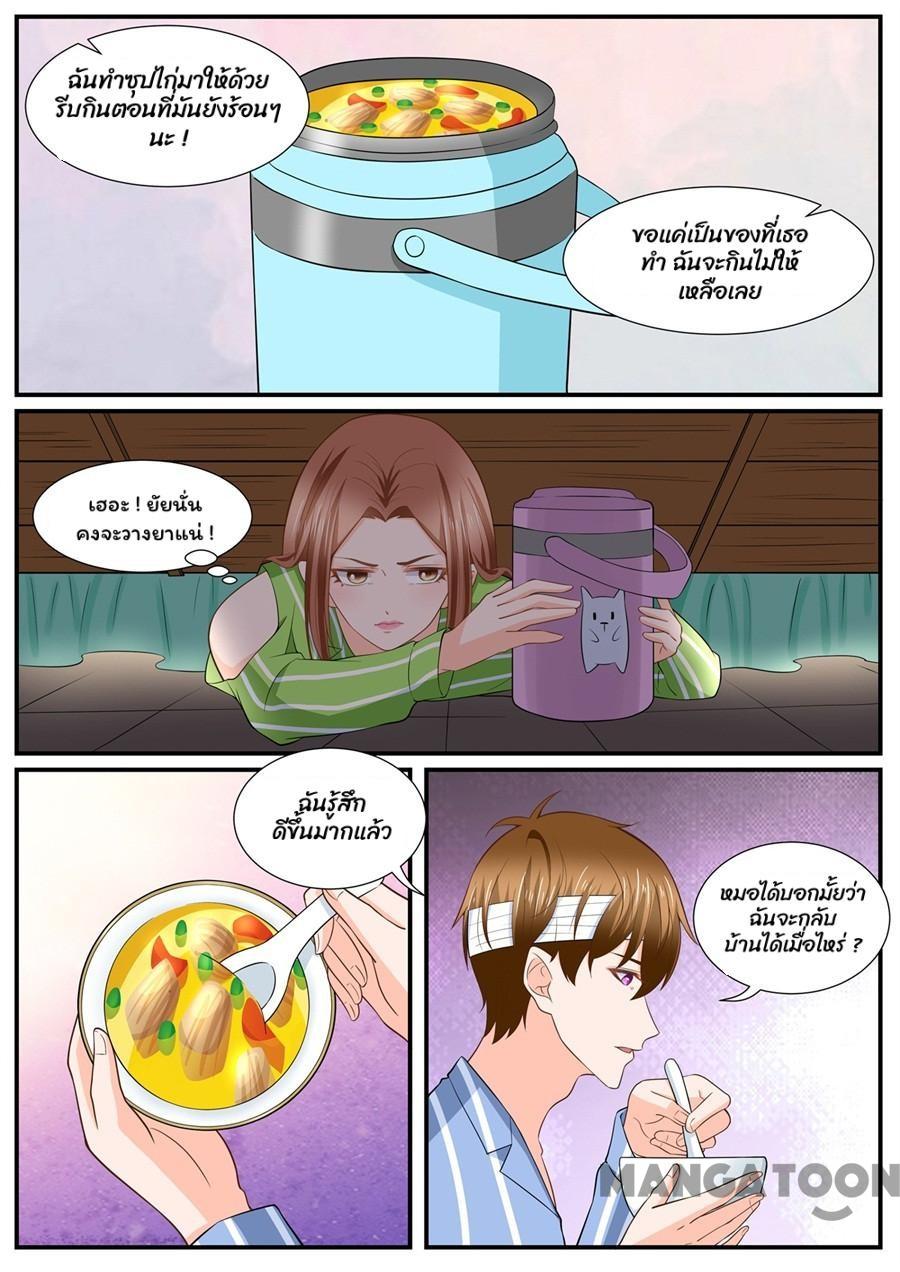 ฉันทำซุปไก่มาให้ด้วย
รีบกินตอนที่มันยังร้อนๆ
นะ !
ขอแค่เป็นของที่เธอ
ทำ ฉันจะกินไม่ให้
เหลือเลย
เฮอะ ! ยัยนั่น
คงจะวางยาแน่ !
ฉันรู้สึก
ดีขึ้นมากแล้ว
หมอได้บอกมั้ยว่า
ฉันจะกลับ
บ้านได้เมื่อไหร่ ?
MANGATOON